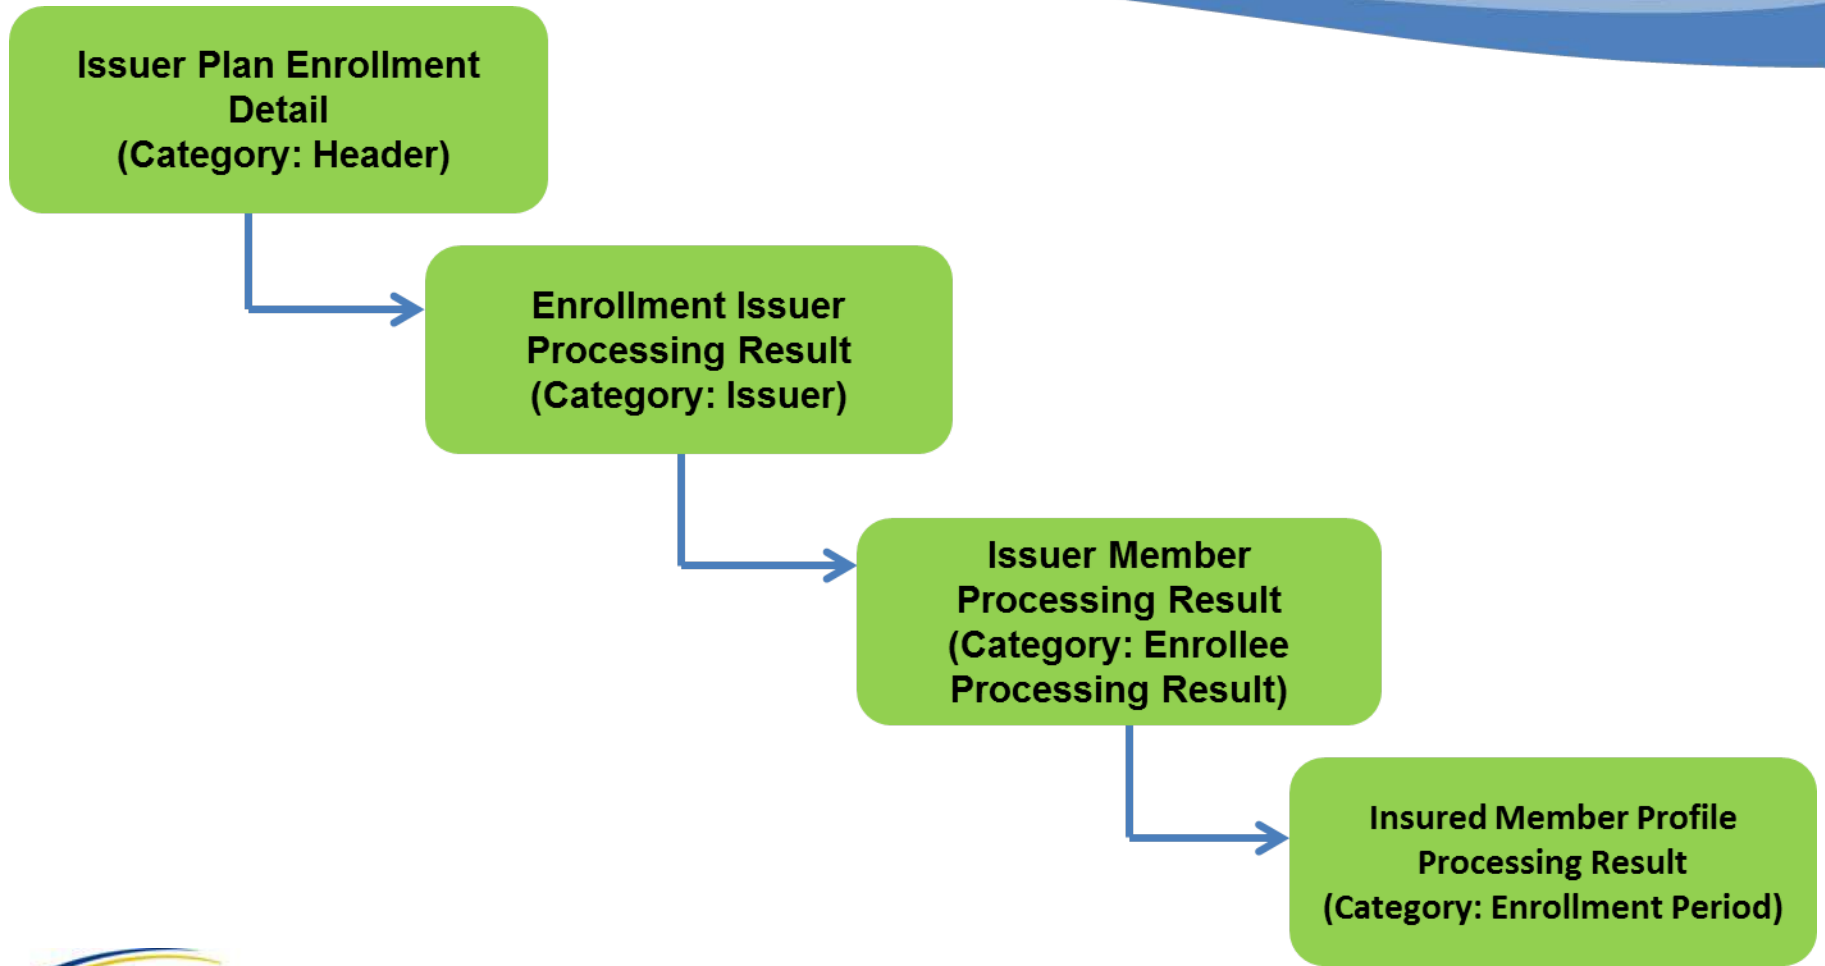 Issuer Plan Enrollment
Detail
(Category: Header)
Enrollment Issuer
Processing Result
(Category: Issuer)
Issuer Member
Processing Result
(Category: Enrollee
Processing Result)
Insured Member Profile
Processing Result
(Category: Enrollment Period)